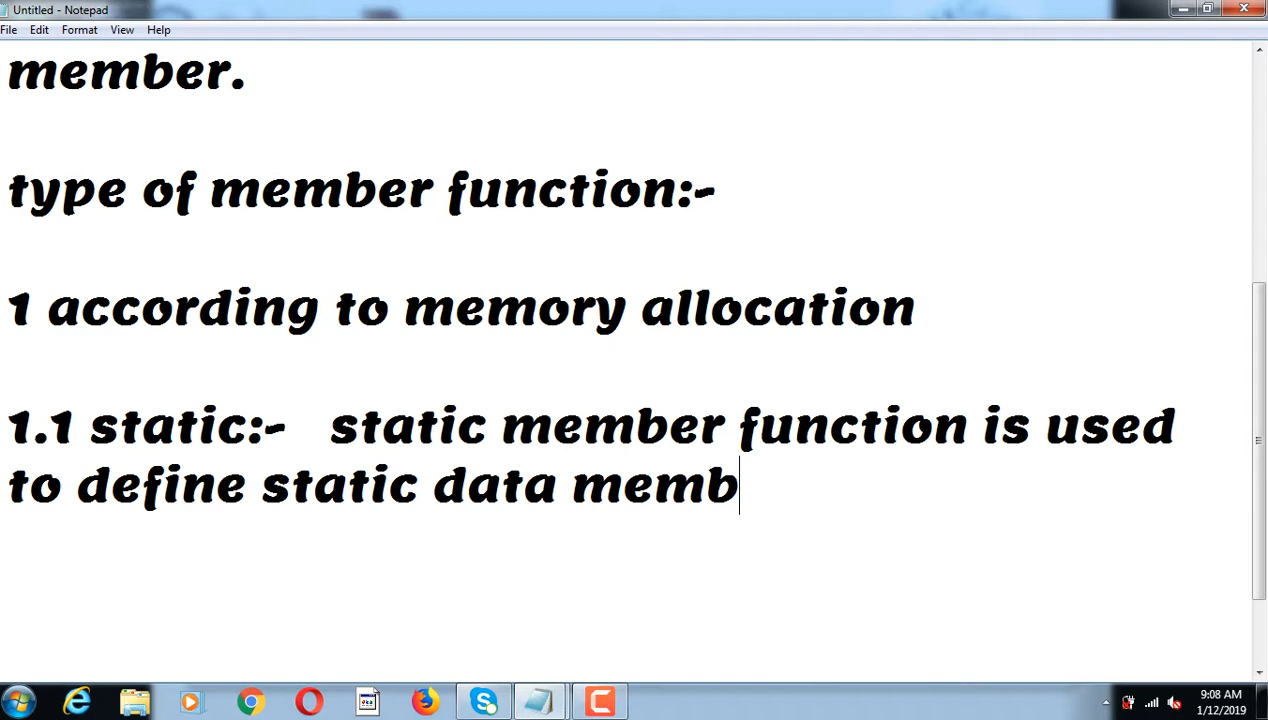 Untitled - Notepad
File Edit Format View Help
member.
type of member function:-
1 according to memory allocation
1.1 static:- static member function is used
to define static data memb
9:08 AM
1/12/2019